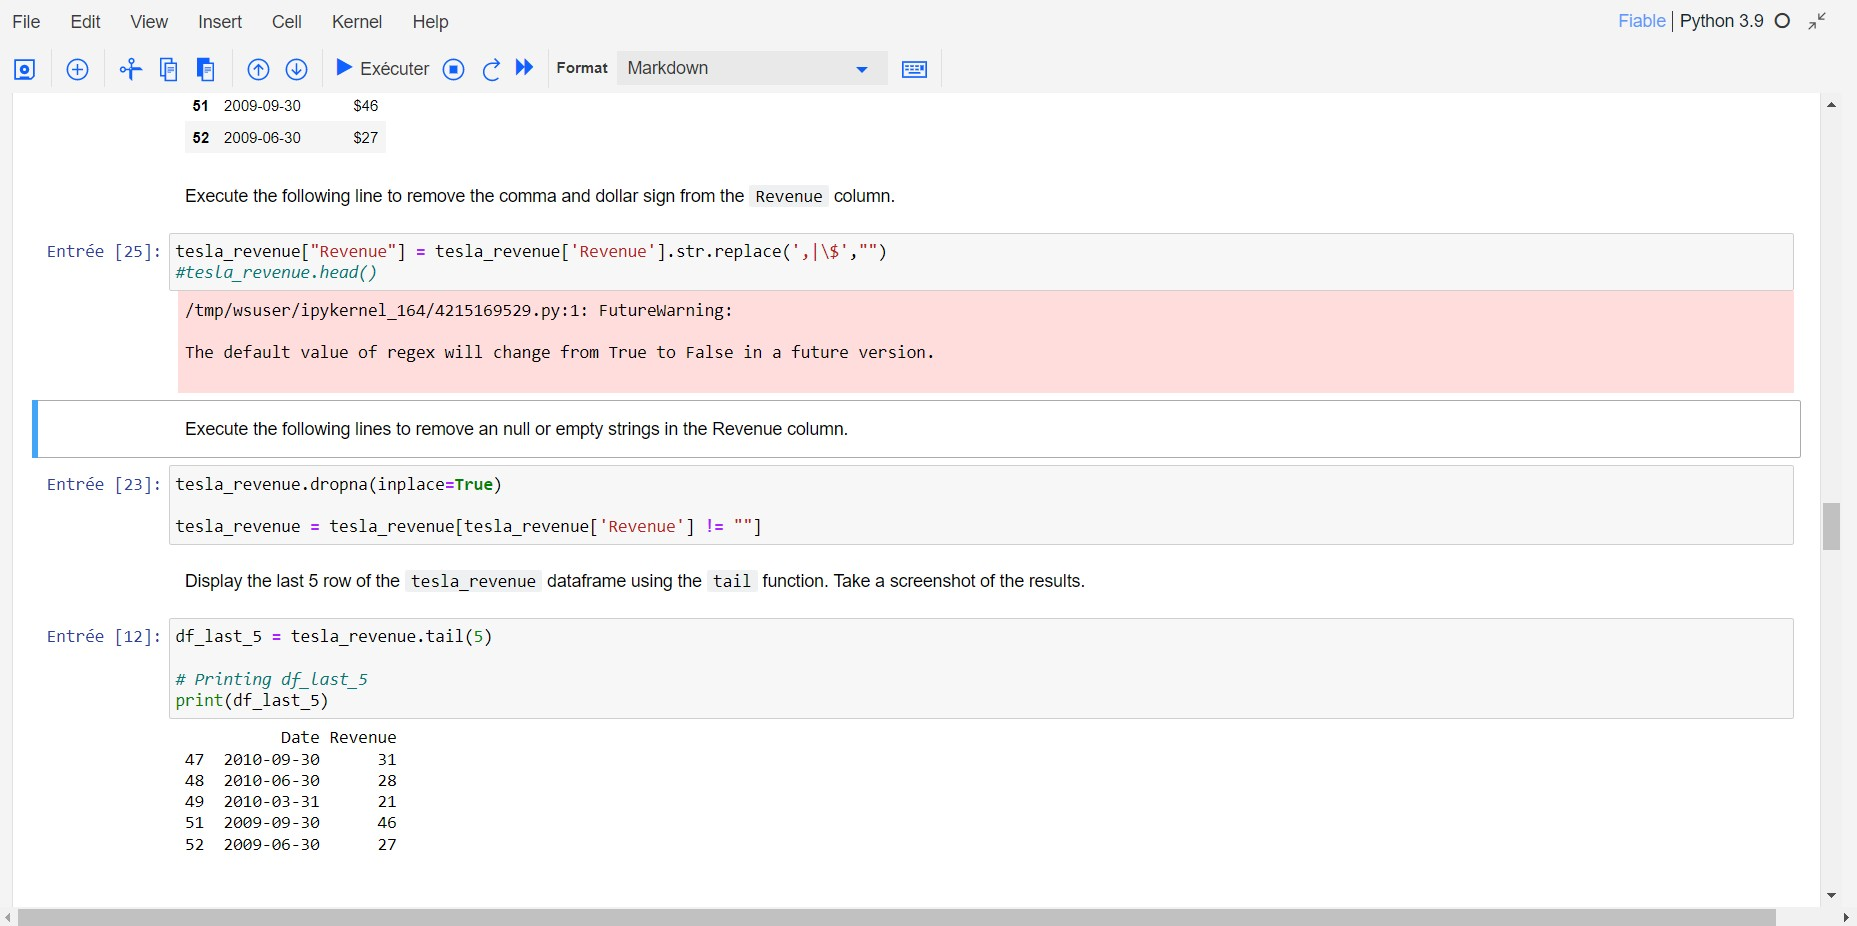 File Edit View Insert Cell Kernel Help Fiable | Python 3.9
Exécuter Format Markdown
51 2009-09-30 $46
52 2009-06-30 $27
Execute the following line to remove the comma and dollar sign from the Revenue column.
Entrée [25]: tesla_revenue["Revenue"] = tesla_revenue['Revenue'].str.replace(',|\$',"")
#tesla_revenue.head()
/tmp/wsuser/ipykernel_164/4215169529.py:1: FutureWarning:
The default value of regex will change from True to False in a future version.
Execute the following lines to remove an null or empty strings in the Revenue column.
Entrée [23]: tesla_revenue.dropna(inplace=True)
tesla_revenue = tesla_revenue[tesla_revenue['Revenue'] != ""]
Display the last 5 row of the tesla_revenue dataframe using the tail function. Take a screenshot of the results.
Entrée [12]: df_last_5 = tesla_revenue.tail(5)
# Printing df_last_5
print(df_last_5)
Date Revenue
47 2010-09-30 31
48 2010-06-30 28
49 2010-03-31 21
51 2009-09-30 46
52 2009-06-30 27